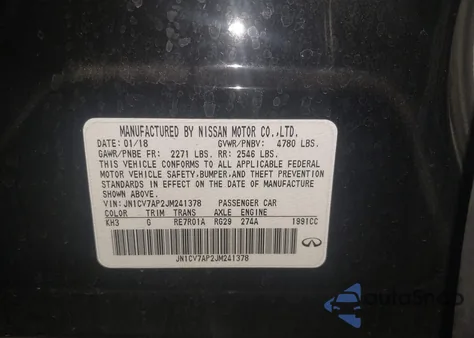 MANUFACTURED BY NISSAN MOTOR CO.,LTD.
DATE: 01/18 GVWR/PNBV: 4780 LBS.
GAWR/PNBE FR: 2271 LBS. RR: 2546 LBS.
THIS VEHICLE CONFORMS TO ALL APPLICABLE FEDERAL
MOTOR VEHICLE SAFETY, BUMPER, AND THEFT PREVENTION
STANDARDS IN EFFECT ON THE DATE OF MANUFACTURE
SHOWN ABOVE.
VIN: JN1CV7AP2JM241378 PASSENGER CAR
COLOR TRIM TRANS AXLE ENGINE
KH3 G RE7R01A RG29 274A 1991CC
JN1CV7AP2JM241378
INFINITI
autoSnap